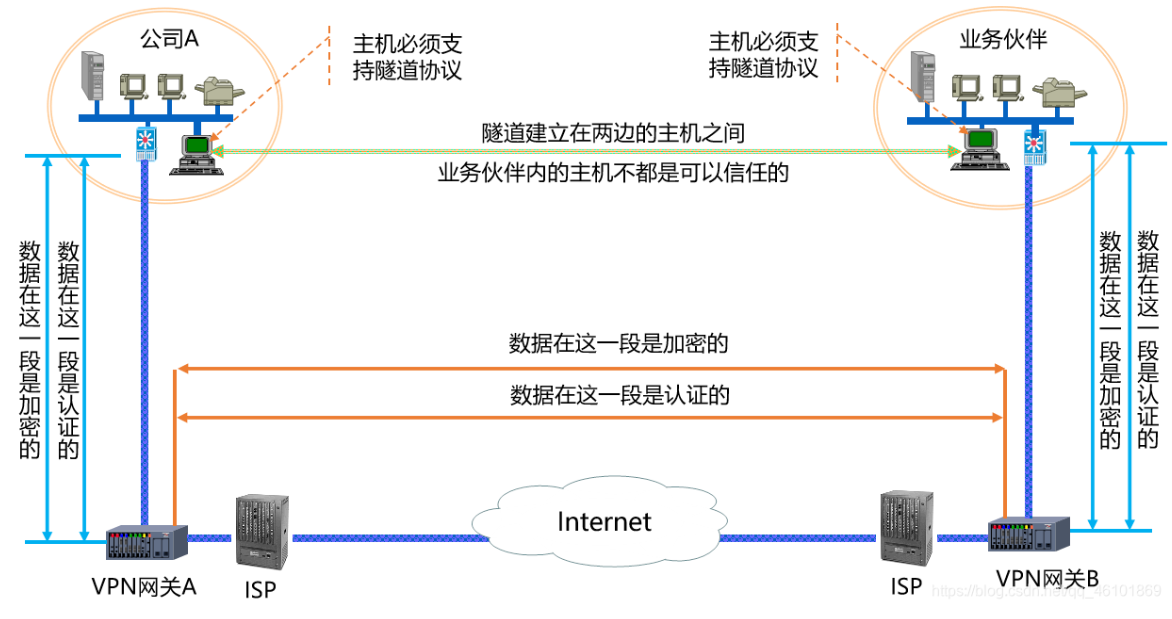 公司A
主机必须支
持隧道协议
主机必须支
持隧道协议
业务伙伴
隧道建立在两边的主机之间
业务伙伴内的主机不都是可以信任的
数据在这一段是加密的
数据在这一段是认证的
数据在这一段是加密的
数据在这一段是认证的
数据在这一段是加密的
数据在这一段是认证的
Internet
VPN网关A
ISP
ISP
VPN网关B
https://blog.csdn.net/qq_46101869